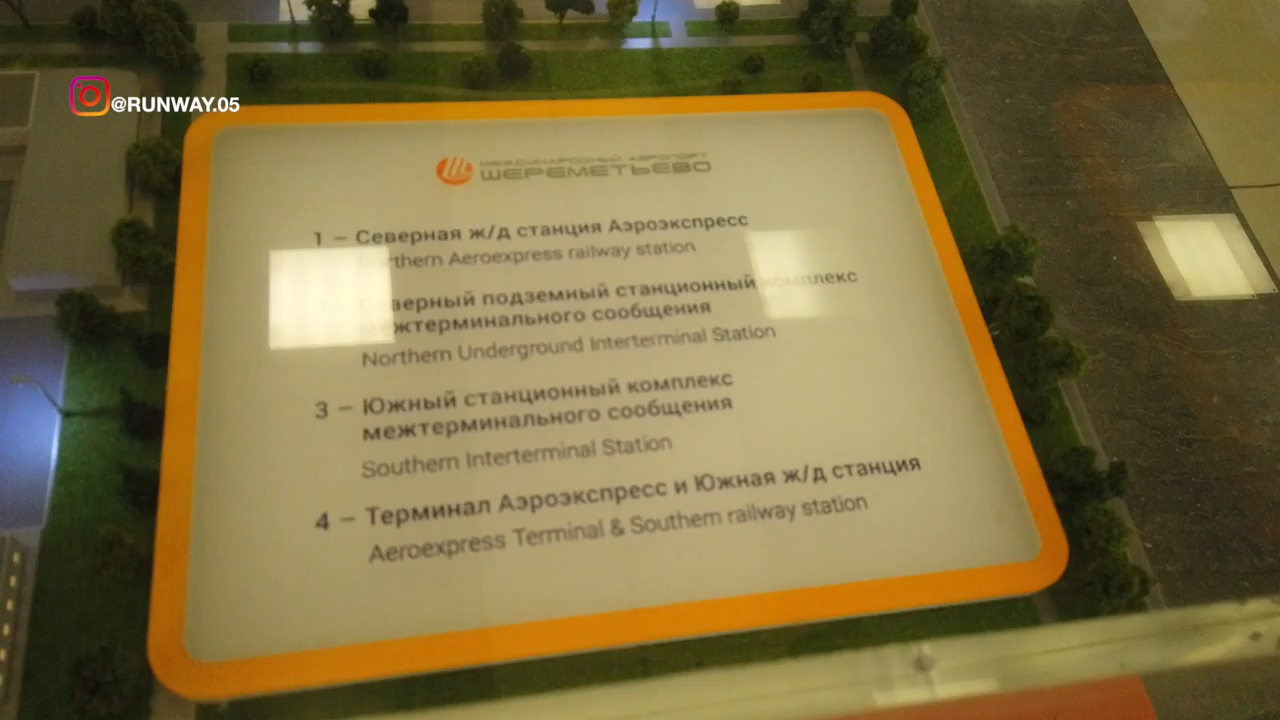 @RUNWAY.05
МЕЖДУНАРОДНЫЙ АЭРОПОРТ
ШЕРЕМЕТЬЕВО
1 – Северная ж/д станция Аэроэкспресс
Northern Aeroexpress railway station
Северный подземный станционный комплекс
межтерминального сообщения
Northern Underground Interterminal Station
3 – Южный станционный комплекс
межтерминального сообщения
Southern Interterminal Station
4 – Терминал Аэроэкспресс и Южная ж/д станция
Aeroexpress Terminal & Southern railway station